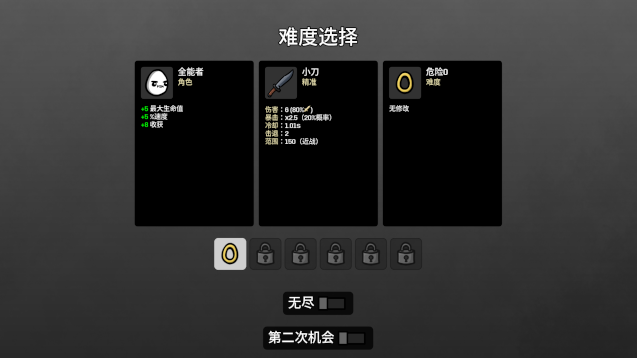 难度选择
全能者
角色
+5 最大生命值
+5 %速度
+8 收获
小刀
精准
伤害：6 (80%)
暴击：x2.5（20%概率）
冷却：1.01s
击退：2
范围：150（近战）
危险0
难度
无修改
无尽
第二次机会